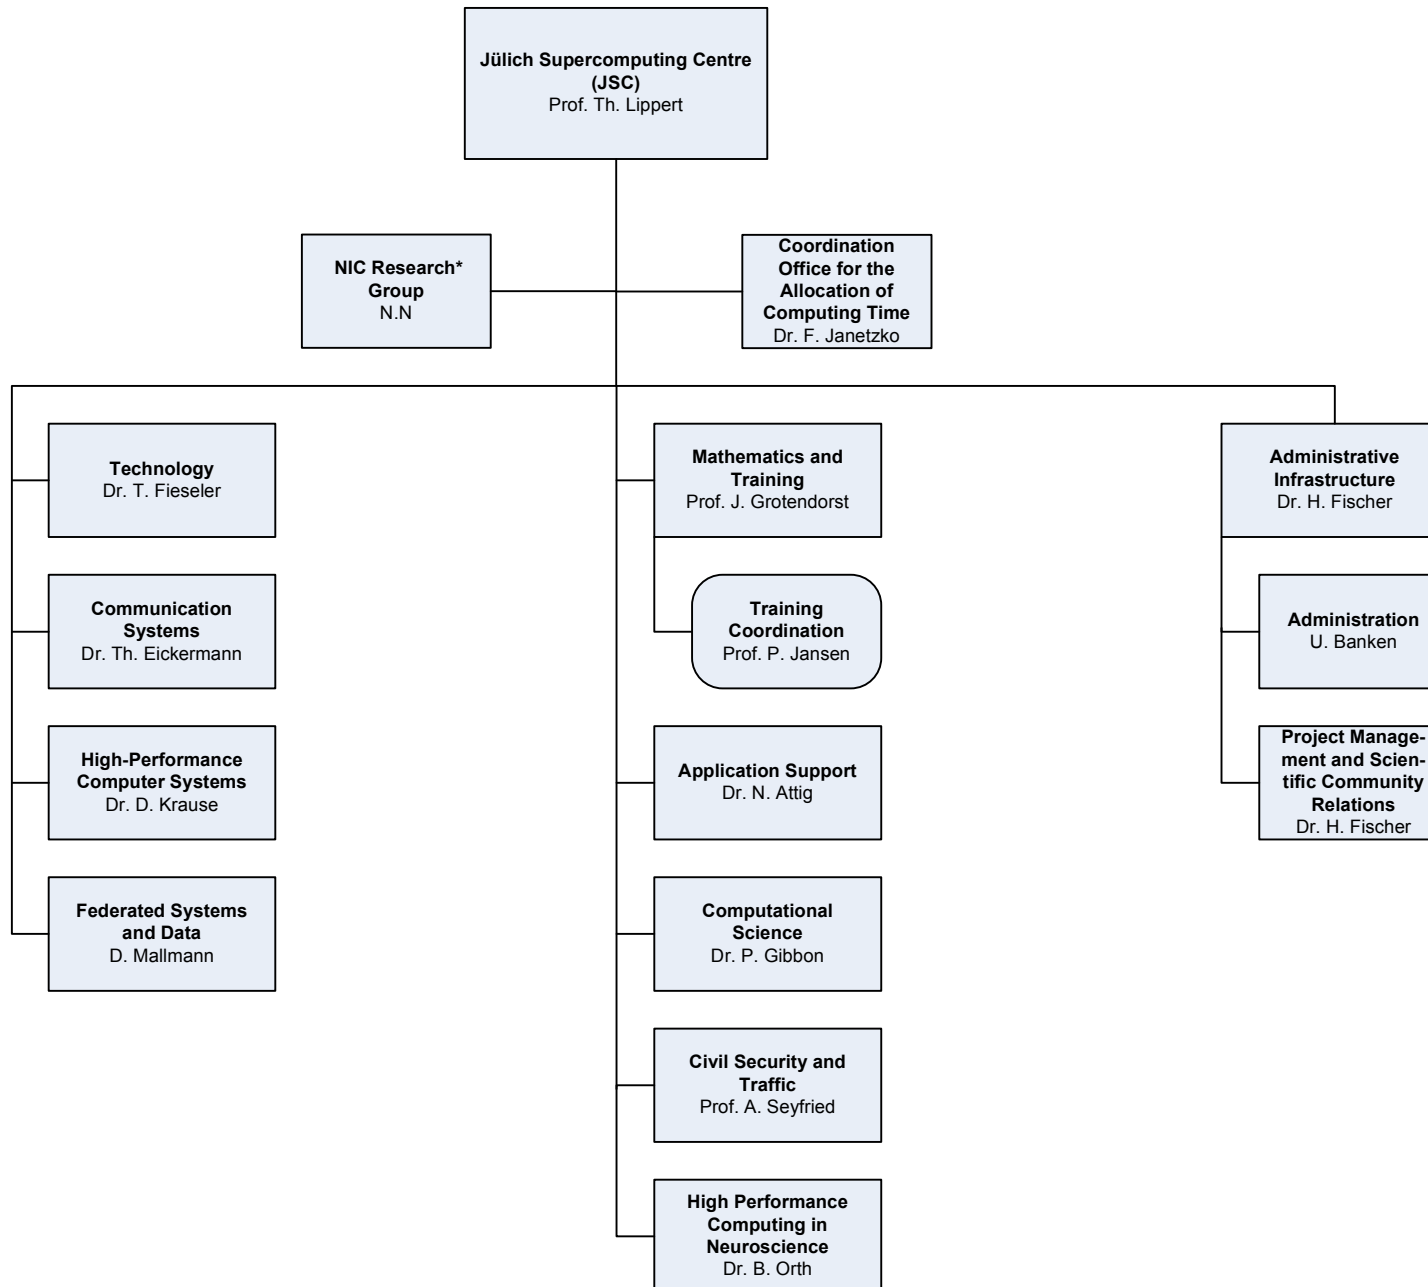 Jülich Supercomputing Centre
(JSC)
Prof. Th. Lippert
NIC Research*
Group
N.N
Coordination
Office for the
Allocation of
Computing Time
Dr. F. Janetzko
Technology
Dr. T. Fieseler
Communication
Systems
Dr. Th. Eickermann
High-Performance
Computer Systems
Dr. D. Krause
Federated Systems
and Data
D. Mallmann
Mathematics and
Training
Prof. J. Grotendorst
Training
Coordination
Prof. P. Jansen
Application Support
Dr. N. Attig
Computational
Science
Dr. P. Gibbon
Civil Security and
Traffic
Prof. A. Seyfried
High Performance
Computing in
Neuroscience
Dr. B. Orth
Administrative
Infrastructure
Dr. H. Fischer
Administration
U. Banken
Project Manage-
ment and Scien-
tific Community
Relations
Dr. H. Fischer